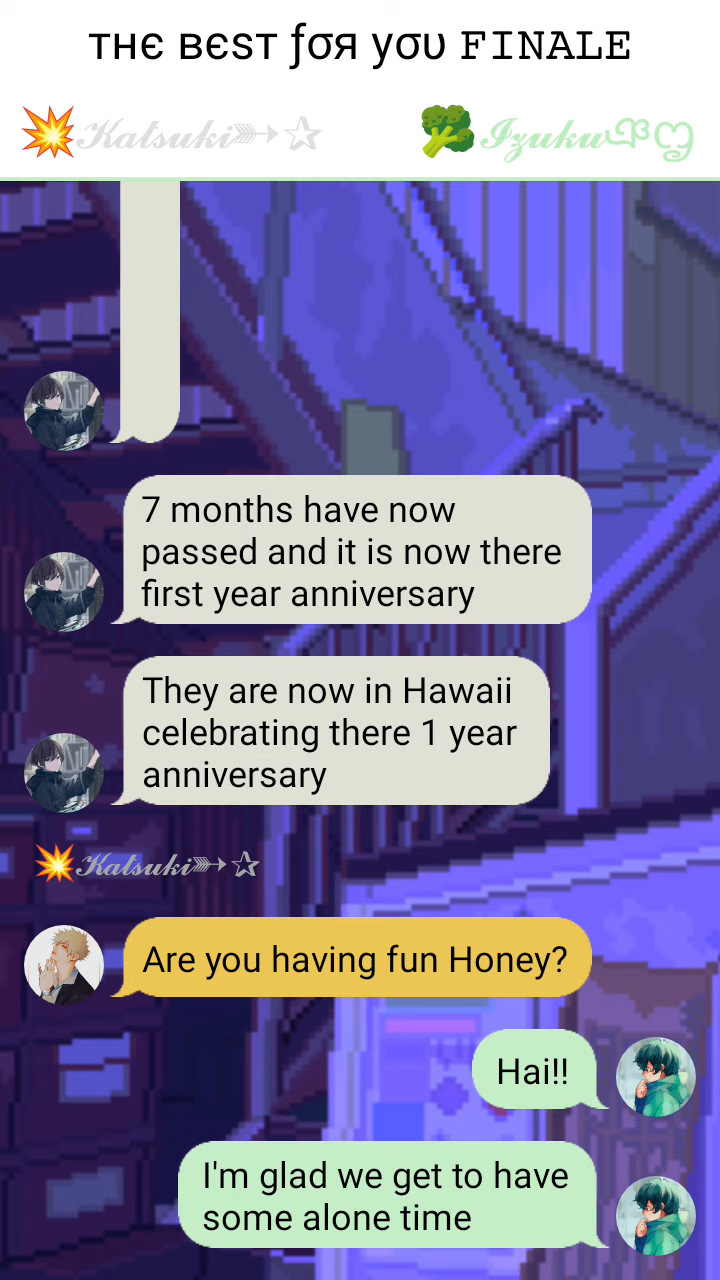 тнє вєѕт ƒσя уσυ 𝙵𝙸𝙽𝙰𝙻𝙴
💥𝒦𝒶𝓉𝓈𝓊𝓀𝒾➵☆ 🥦𝓘𝔃𝓾𝓴𝓾ঔღ
7 months have now
passed and it is now there
first year anniversary
They are now in Hawaii
celebrating there 1 year
anniversary
💥𝒦𝒶𝓉𝓈𝓊𝓀𝒾➵☆
Are you having fun Honey?
Hai!!
I'm glad we get to have
some alone time